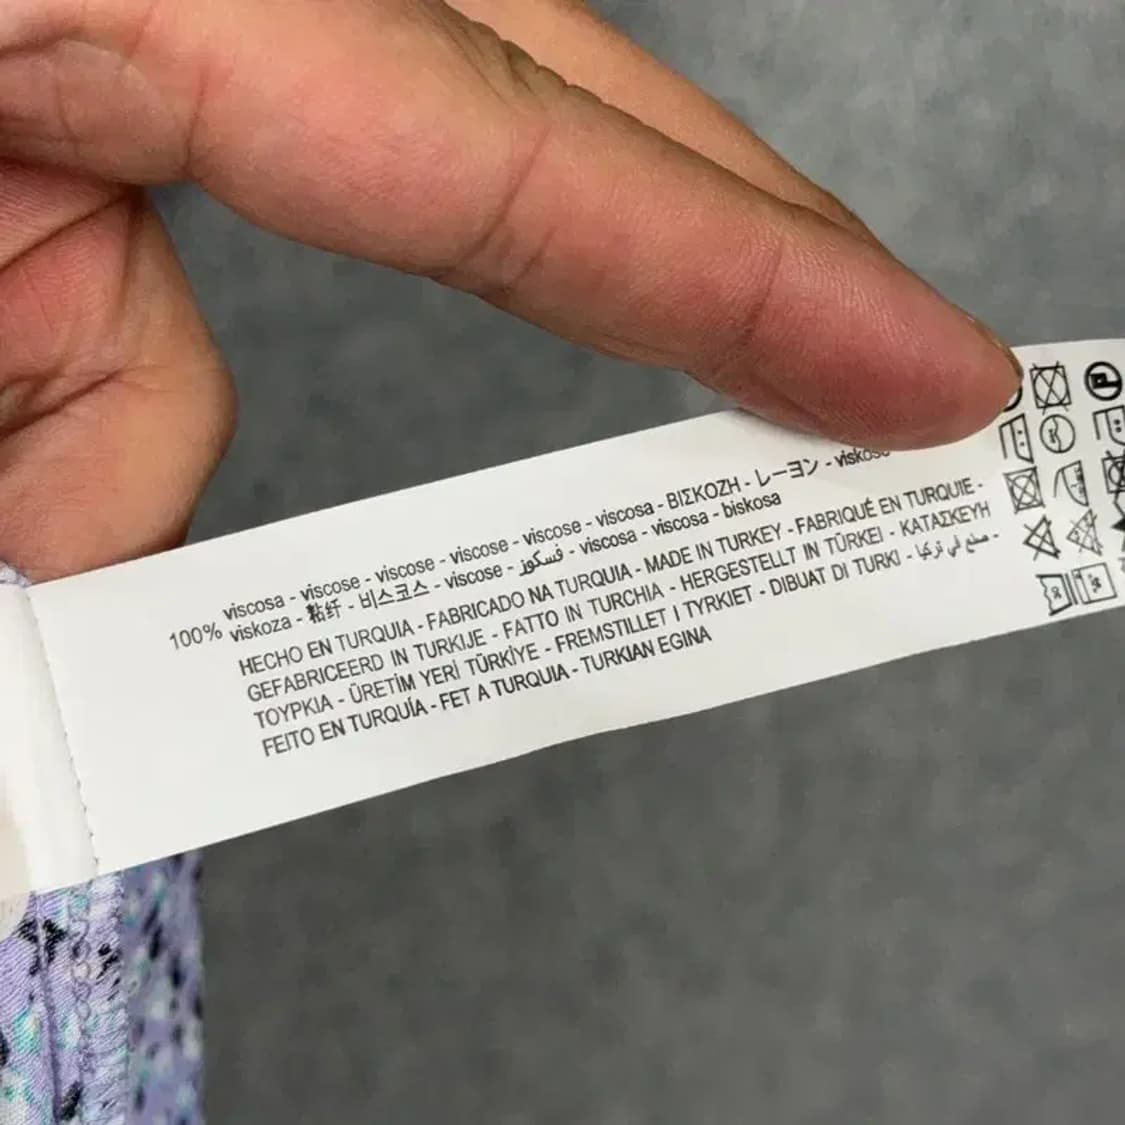 100% viscosa - viscose - viscose - viscose - viscose - viscosa - ΒΙΣΚΟΖΗ - レーヨン -
viskoza - 粘纤 - 비스코스 - viscose - فسكوز - viscosa - viscosa - biskosa
HECHO EN TURQUIA - FABRICADO NA TURQUIA - MADE IN TURKEY - FABRIQUÉ EN TURQUIE -
GEFABRICEERD IN TURKIJE - FATTO IN TURCHIA - HERGESTELLT IN TÜRKEI - ΚΑΤΑΣΚΕΥΗ
ΤΟΥΡΚΙΑ - ÜRETİM YERİ TÜRKİYE - FREMSTILLET I TYRKIET - DIBUAT DI TURKI - صنع في تركيا -
FEITO EN TURQUÍA - FET A TURQUIA - TURKIAN EGINA